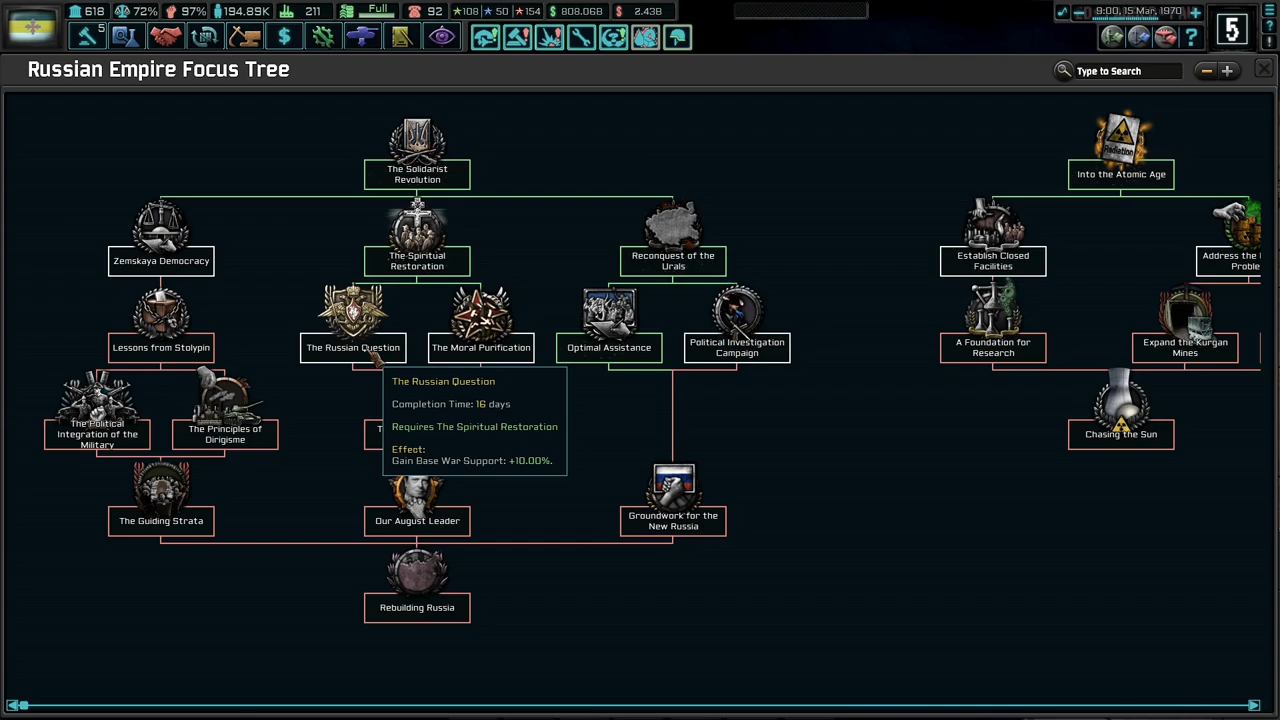 618
72%
97%
194.89K
211
Full
92
108
50
154
808.06B
2.43B
9:00, 15 Mar, 1970
5
5
?
Russian Empire Focus Tree
Type to Search
The Solidarist
Revolution
Radiation
Into the Atomic Age
Zemskaya Democracy
The Spiritual
Restoration
Reconquest of the
Urals
Establish Closed
Facilities
Address the
Proble
Lessons from Stolypin
The Russian Question
The Moral Purification
Optimal Assistance
Political Investigation
Campaign
A Foundation for
Research
Expand the Kurgan
Mines
The Russian Question
Completion Time: 16 days
Requires The Spiritual Restoration
Effect:
Gain Base War Support: +10.00%.
The Political
Integration of the
Military
The Principles of
Dirigisme
Chasing the Sun
The Guiding Strata
Our August Leader
Groundwork for the
New Russia
Rebuilding Russia